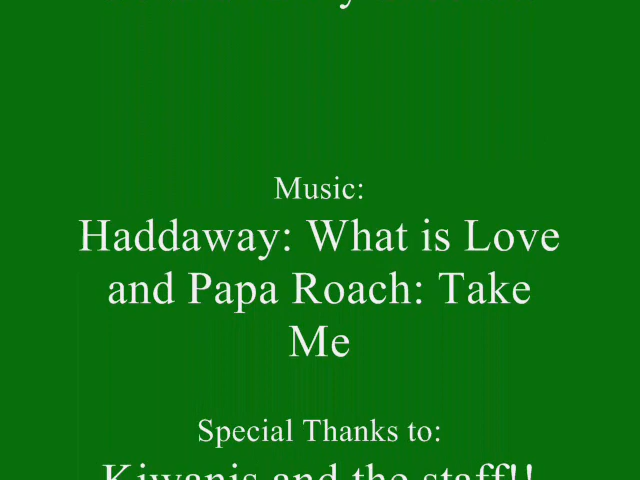 Music:
Haddaway: What is Love
and Papa Roach: Take
Me
Special Thanks to:
Kiwanis and the staff!!